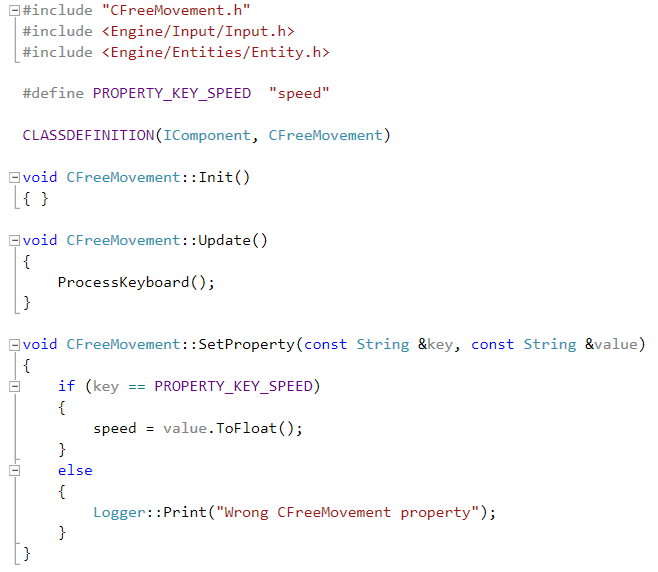 #include "CFreeMovement.h"
#include <Engine/Input/Input.h>
#include <Engine/Entities/Entity.h>

#define PROPERTY_KEY_SPEED  "speed"

CLASSDEFINITION(IComponent, CFreeMovement)

void CFreeMovement::Init()
{ }

void CFreeMovement::Update()
{
    ProcessKeyboard();
}

void CFreeMovement::SetProperty(const String &key, const String &value)
{
    if (key == PROPERTY_KEY_SPEED)
    {
        speed = value.ToFloat();
    }
    else
    {
        Logger::Print("Wrong CFreeMovement property");
    }
}